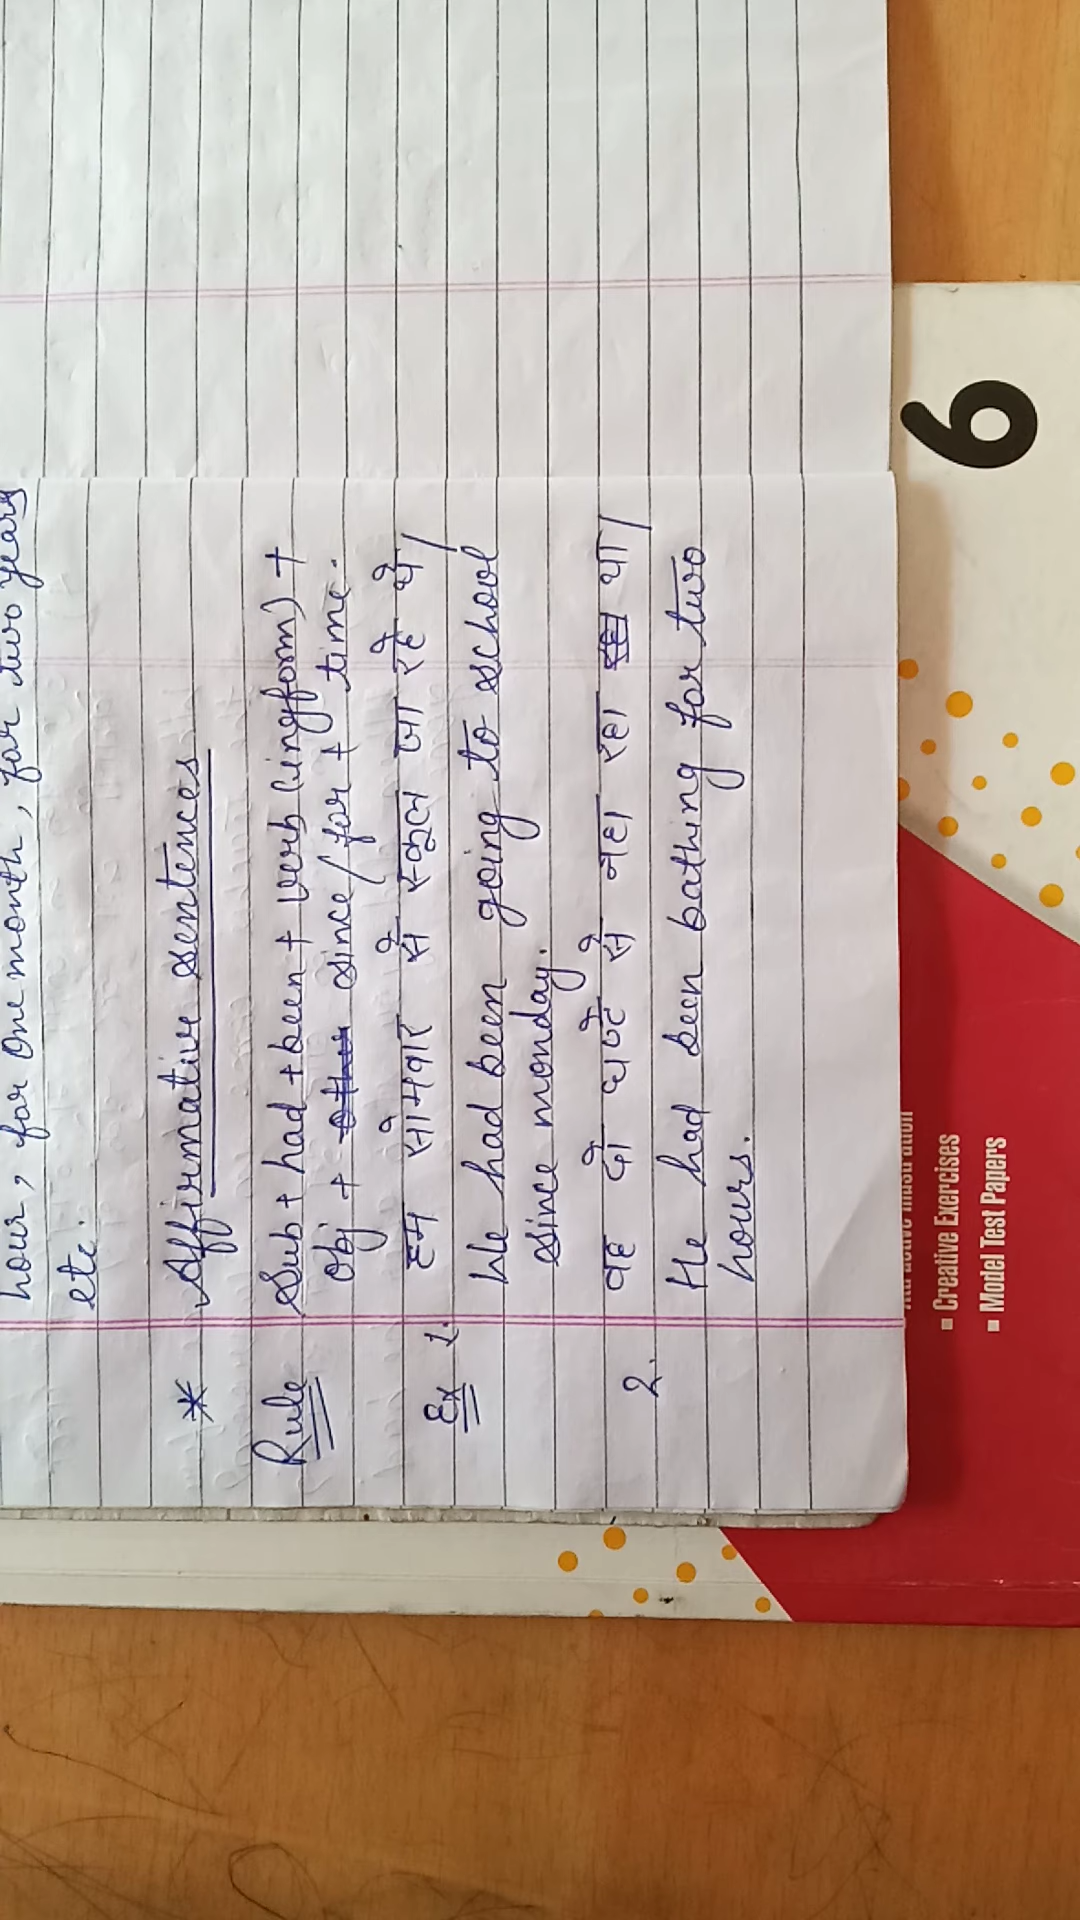 hour, for one month, for two years
etc.
* Affirmative sentences
Rule Sub + had + been + verb (ingform) +
obj + since/for + time.
Ex 1. हम सोमवार से स्कूल जा रहे थे|
We had been going to school
since monday.
2. वह दो घण्टे से नहा रहा था|
He had been bathing for two
hours.
6
▪ Creative Exercises
▪ Model Test Papers